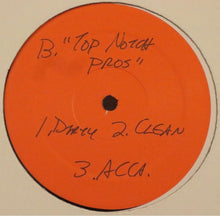 B. "TOP NOTCH
PROS"
1. DIRTY 2. CLEAN
3. ACCA.